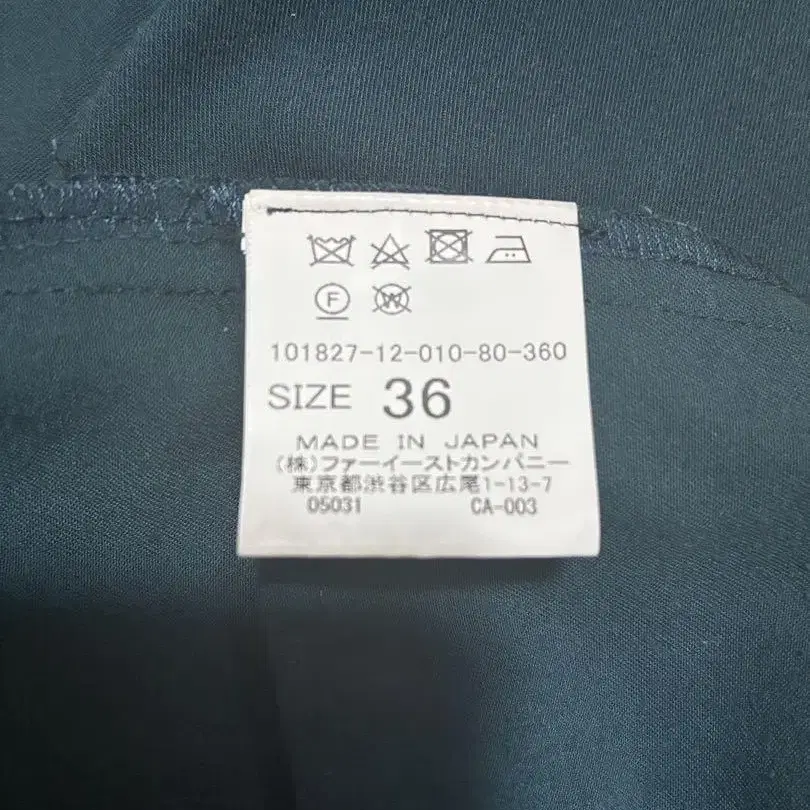 F W
101827-12-010-80-360
SIZE 36
MADE IN JAPAN
(株)ファーイーストカンパニー
東京都渋谷区広尾1-13-7
05031 CA-003